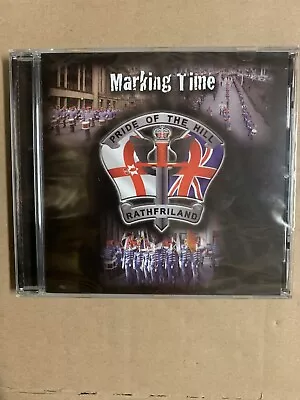 Marking Time
PRIDE OF THE HILL
RATHFRILAND